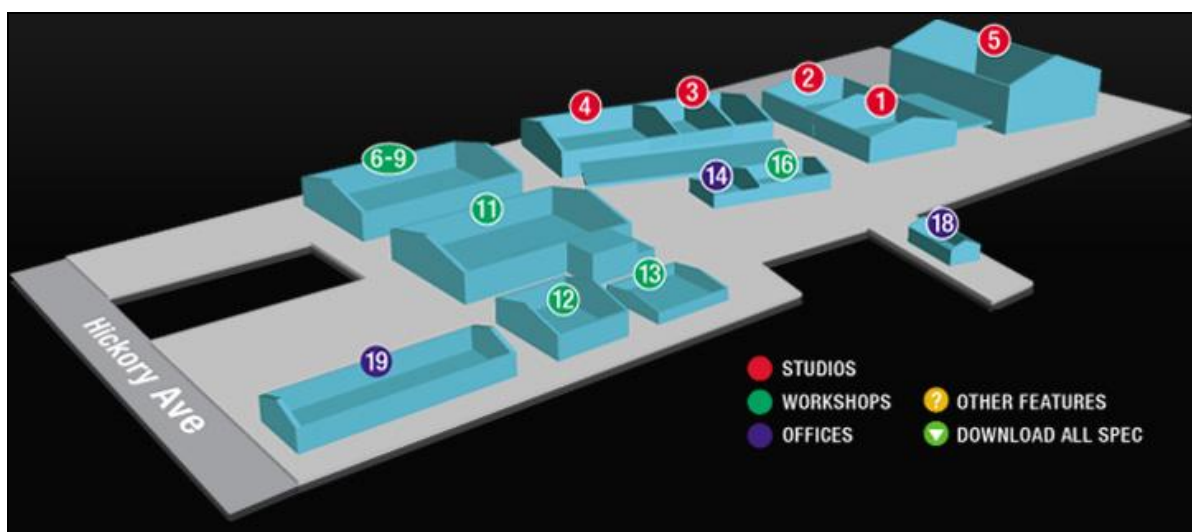 5
2
1
3
4
6-9
16
14
11
18
13
12
19
Hickory Ave
STUDIOS
WORKSHOPS
OFFICES
? OTHER FEATURES
DOWNLOAD ALL SPEC